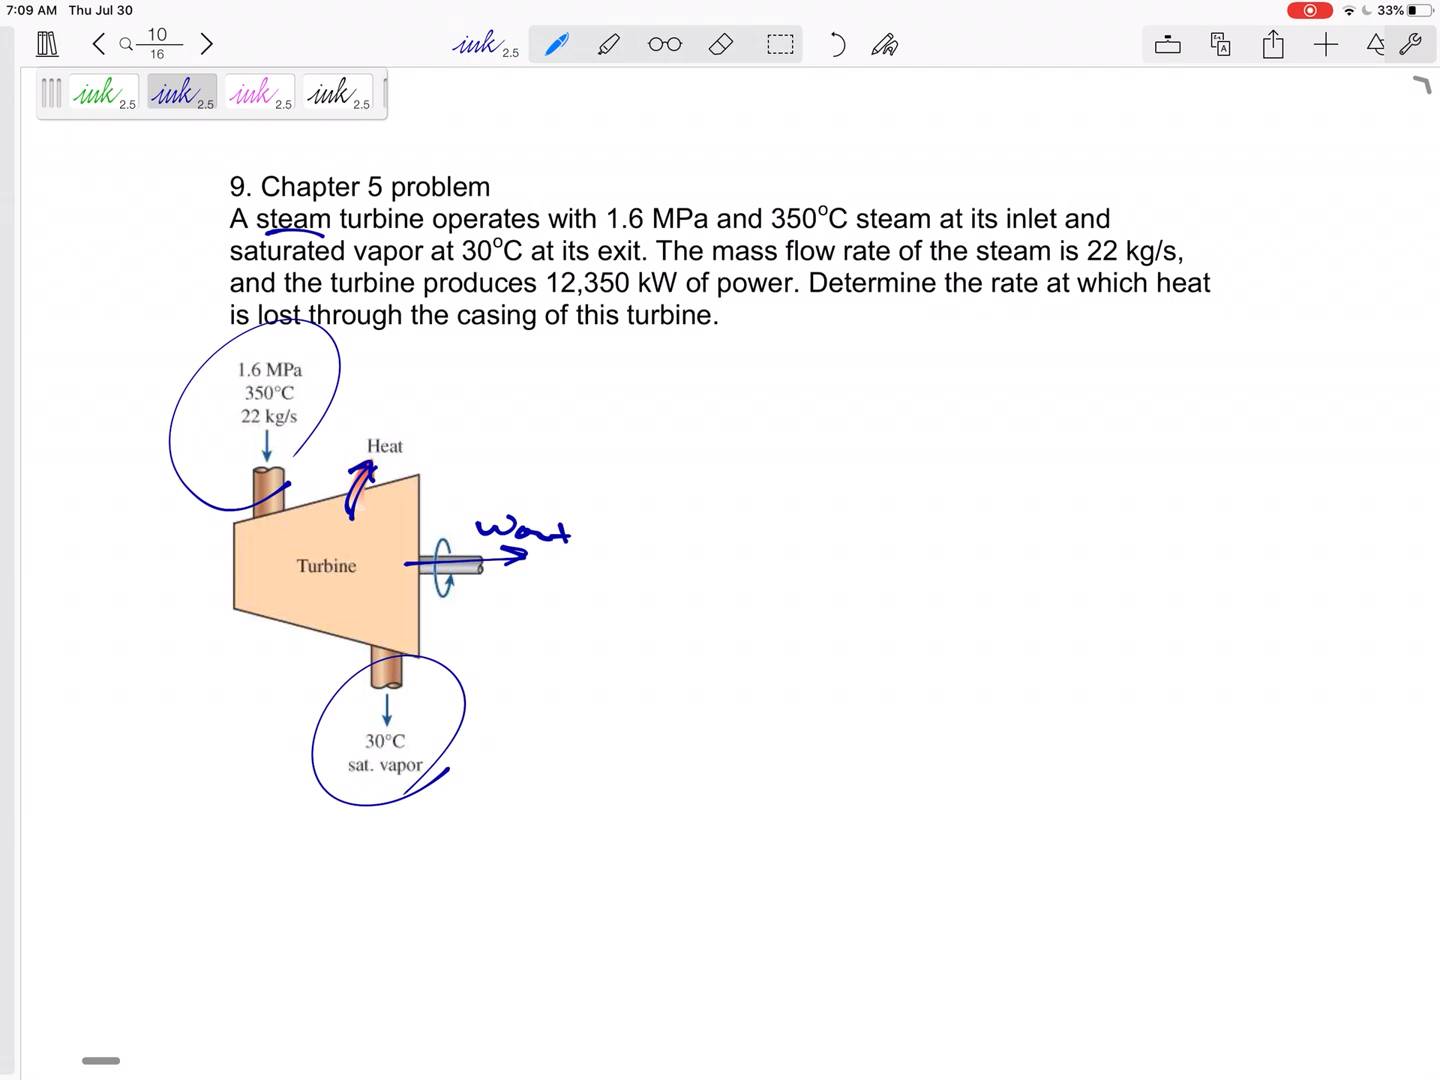 7:09 AM Thu Jul 30
33%
10
16
ink 2.5
ink 2.5
ink 2.5
ink 2.5
ink 2.5
9. Chapter 5 problem
A steam turbine operates with 1.6 MPa and 350°C steam at its inlet and
saturated vapor at 30°C at its exit. The mass flow rate of the steam is 22 kg/s,
and the turbine produces 12,350 kW of power. Determine the rate at which heat
is lost through the casing of this turbine.
1.6 MPa
350°C
22 kg/s
Heat
Wout
Turbine
30°C
sat. vapor